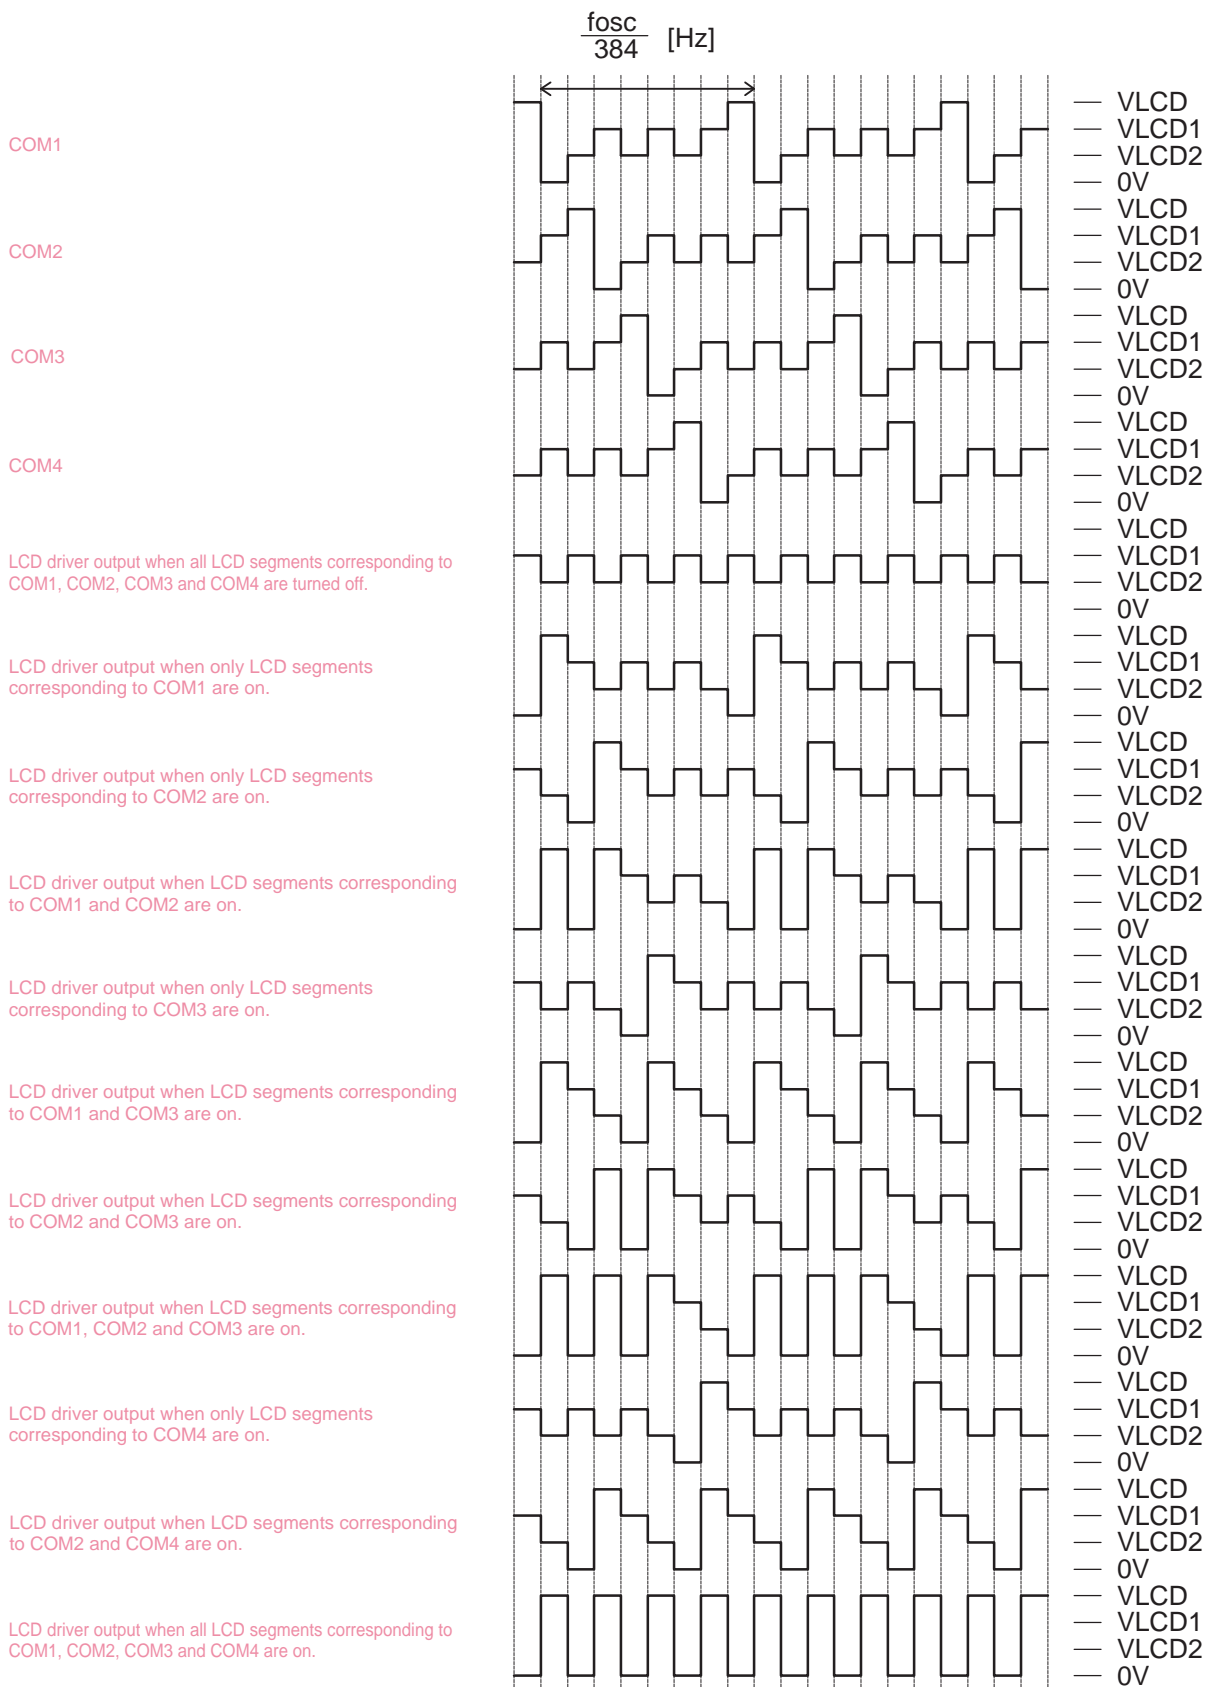 fosc
384 [Hz]
COM1
VLCD
VLCD1
VLCD2
0V
COM2
VLCD
VLCD1
VLCD2
0V
COM3
VLCD
VLCD1
VLCD2
0V
COM4
VLCD
VLCD1
VLCD2
0V
LCD driver output when all LCD segments corresponding to
COM1, COM2, COM3 and COM4 are turned off.
VLCD
VLCD1
VLCD2
0V
LCD driver output when only LCD segments
corresponding to COM1 are on.
VLCD
VLCD1
VLCD2
0V
LCD driver output when only LCD segments
corresponding to COM2 are on.
VLCD
VLCD1
VLCD2
0V
LCD driver output when LCD segments corresponding
to COM1 and COM2 are on.
VLCD
VLCD1
VLCD2
0V
LCD driver output when only LCD segments
corresponding to COM3 are on.
VLCD
VLCD1
VLCD2
0V
LCD driver output when LCD segments corresponding
to COM1 and COM3 are on.
VLCD
VLCD1
VLCD2
0V
LCD driver output when LCD segments corresponding
to COM2 and COM3 are on.
VLCD
VLCD1
VLCD2
0V
LCD driver output when LCD segments corresponding
to COM1, COM2 and COM3 are on.
VLCD
VLCD1
VLCD2
0V
LCD driver output when only LCD segments
corresponding to COM4 are on.
VLCD
VLCD1
VLCD2
0V
LCD driver output when LCD segments corresponding
to COM2 and COM4 are on.
VLCD
VLCD1
VLCD2
0V
LCD driver output when all LCD segments corresponding to
COM1, COM2, COM3 and COM4 are on.
VLCD
VLCD1
VLCD2
0V